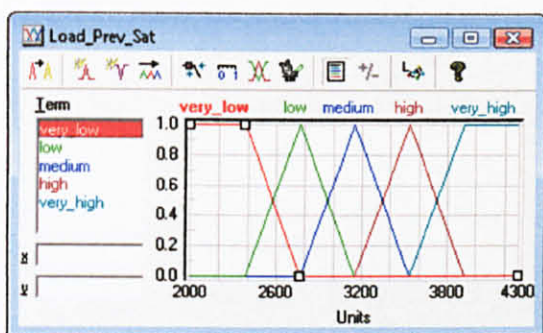 Load_Prev_Sat
+/-
?
Term
very_low low medium high very_high
very_low
low
medium
high
very_high
1.0
0.8
0.6
0.4
0.2
0.0
x
y
2000 2600 3200 3800 4300
Units